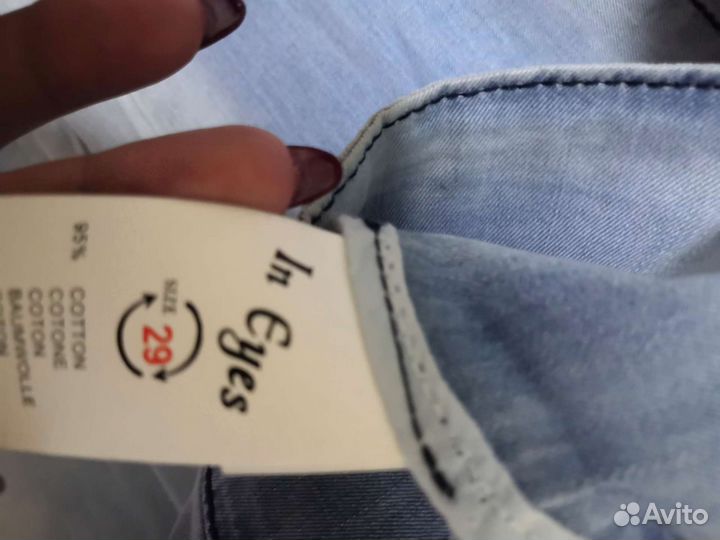 In Eyes
SIZE
29
95% COTTON
COTONE
COTON
BAUMWOLLE
Avito